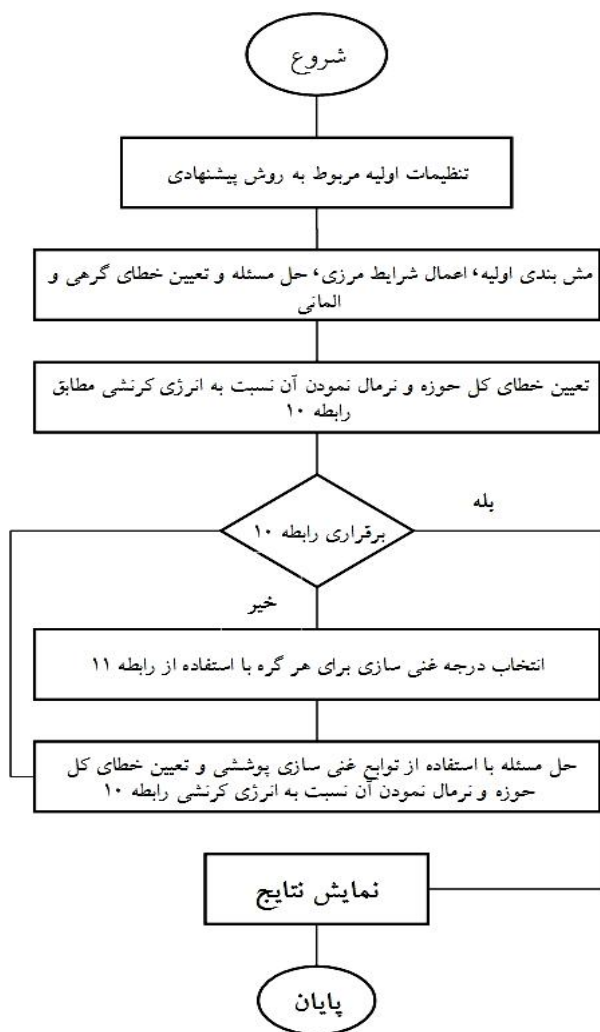 شروع
تنظیمات اولیه مربوط به روش پیشنهادی
مش بندی اولیه، اعمال شرایط مرزی، حل مسئله و تعیین خطای گرهی و
المانی
تعیین خطای کل حوزه و نرمال نمودن آن نسبت به انرژی کرنشی مطابق
رابطه ۱۰
برقراری رابطه ۱۰
بله
خیر
انتخاب درجه غنی سازی برای هر گره با استفاده از رابطه ۱۱
حل مسئله با استفاده از توابع غنی سازی پوششی و تعیین خطای کل
حوزه و نرمال نمودن آن نسبت به انرژی کرنشی رابطه ۱۰
نمایش نتایج
پایان